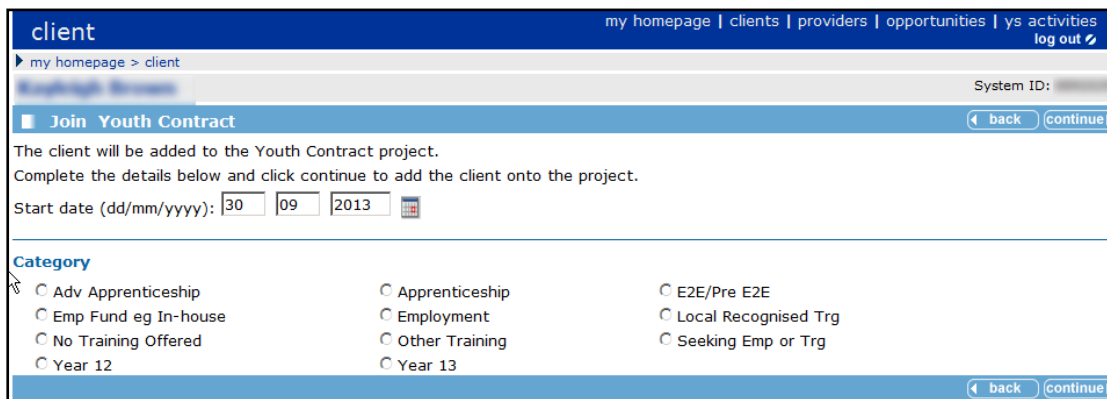 client
my homepage | clients | providers | opportunities | ys activities
log out
my homepage > client
System ID:
Join Youth Contract
back continue
The client will be added to the Youth Contract project.
Complete the details below and click continue to add the client onto the project.
Start date (dd/mm/yyyy): 30 09 2013
Category
Adv Apprenticeship Apprenticeship E2E/Pre E2E
Emp Fund eg In-house Employment Local Recognised Trg
No Training Offered Other Training Seeking Emp or Trg
Year 12 Year 13
back continue